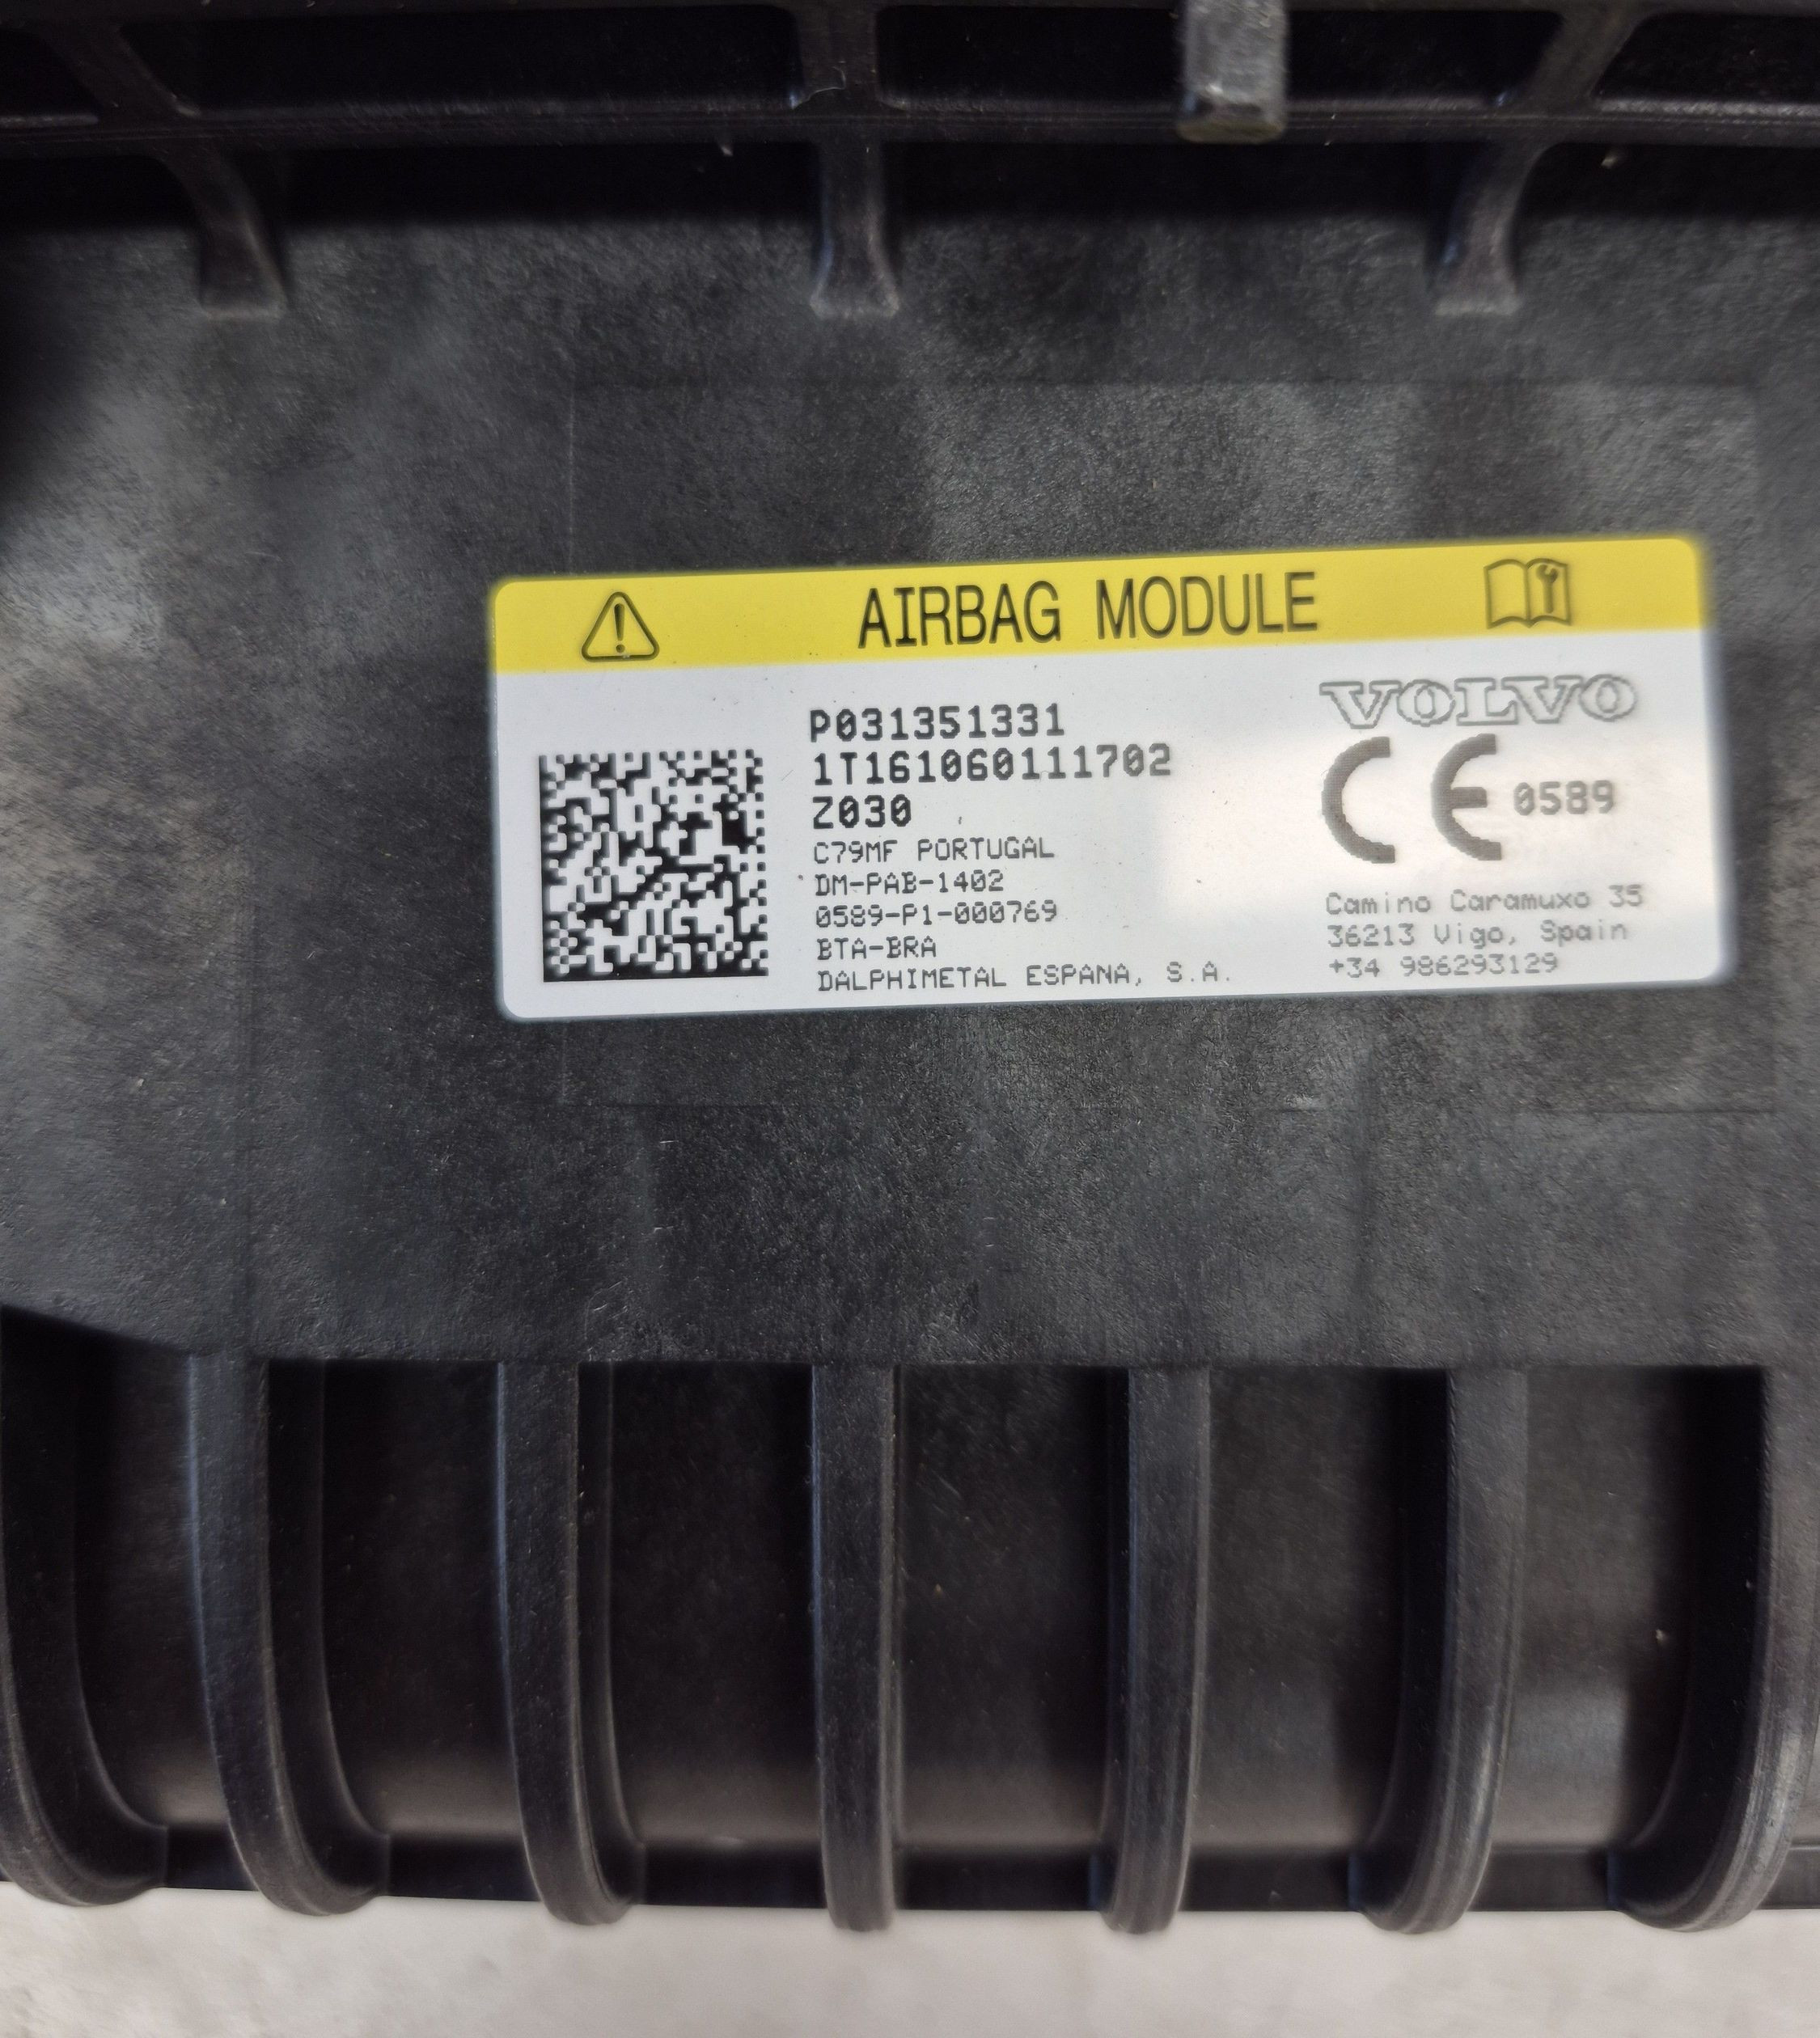 AIRBAG MODULE
P031351331
1T161060111702
Z030
C79MF PORTUGAL
DM-PAB-1402
0589-P1-000769
BTA-BRA
DALPHIMETAL ESPANA, S.A.
VOLVO
CE 0589
Camino Caramuxo 35
36213 Vigo, Spain
+34 986293129